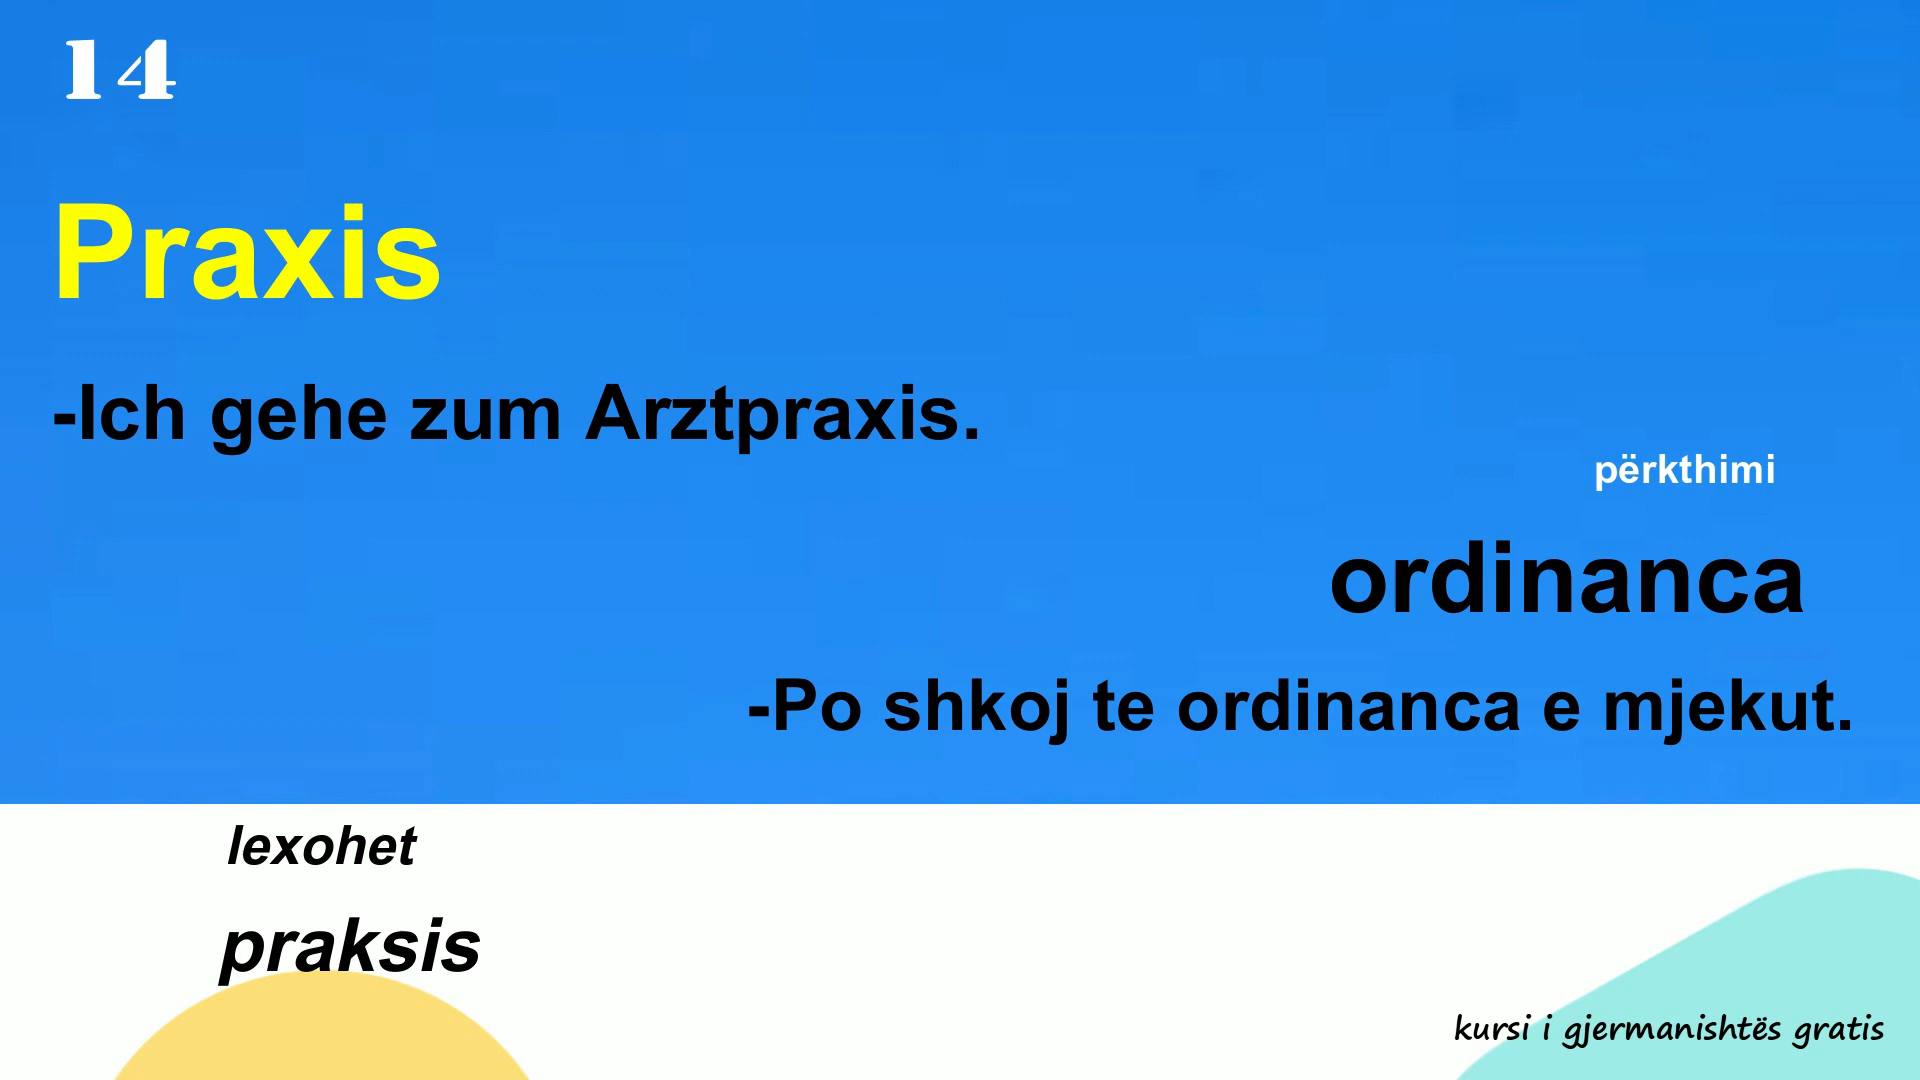 14
Praxis
-Ich gehe zum Arztpraxis.
përkthimi
ordinanca
-Po shkoj te ordinanca e mjekut.
lexohet
praksis
kursi i gjermanishtës gratis